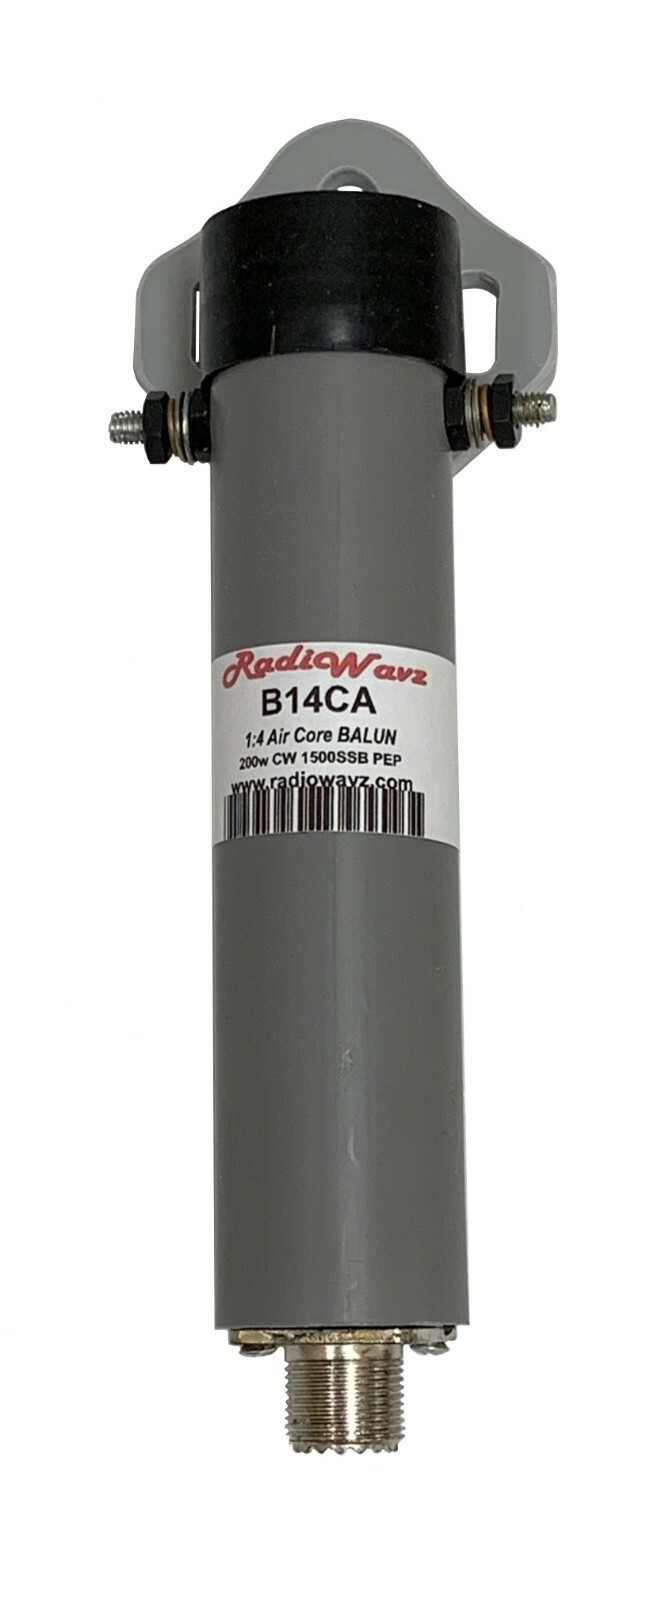 RadioWavz
B14CA
1:4 Air Core BALUN
200w CW 1500SSB PEP
www.radiowavz.com